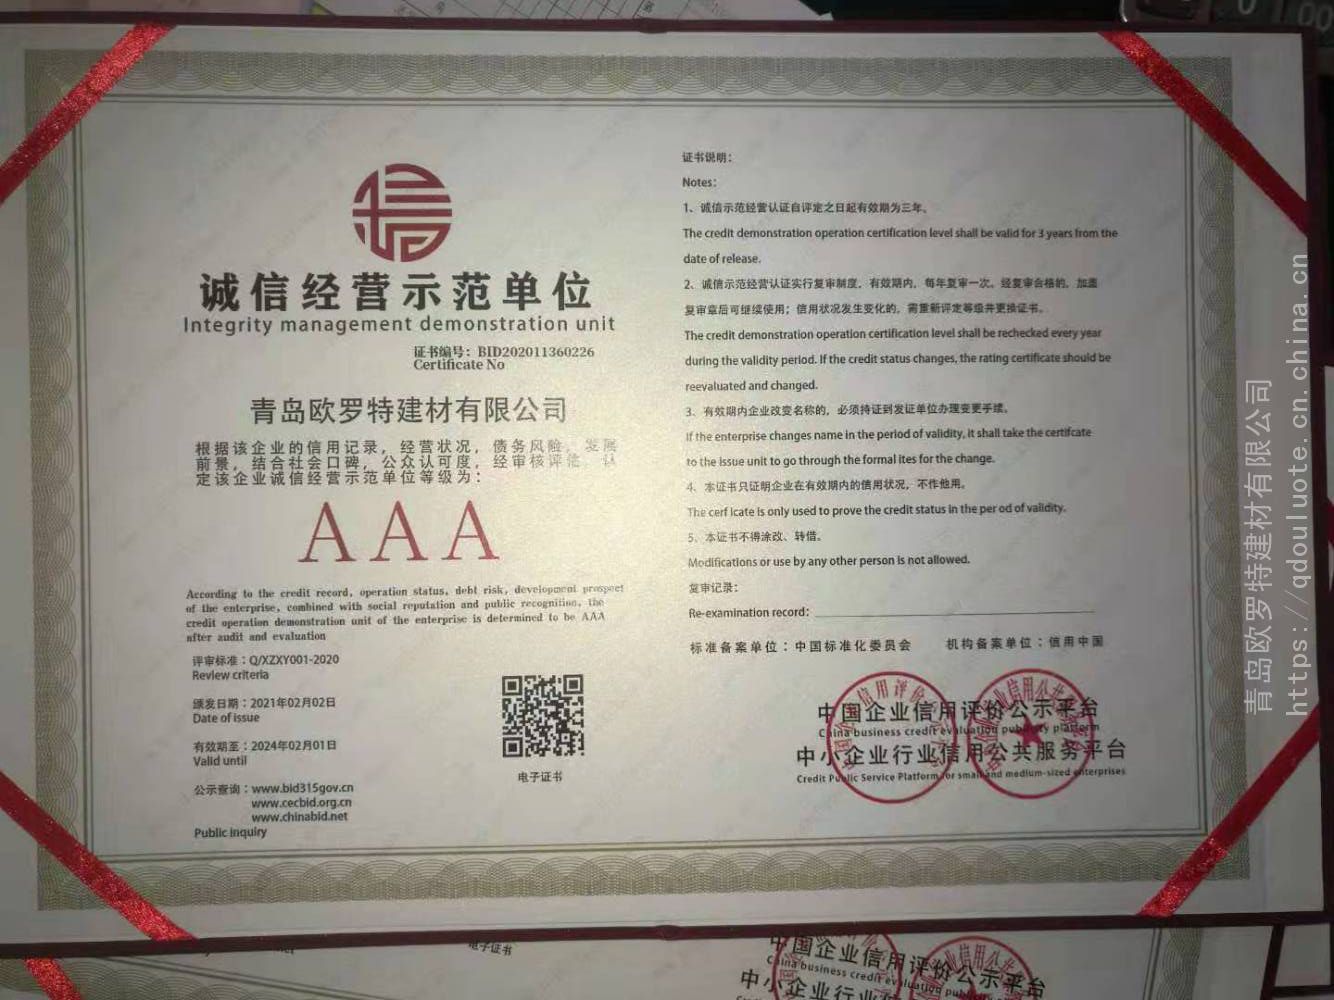 诚信经营示范单位
Integrity management demonstration unit
证书编号：BID202011360226
Certificate No
青岛欧罗特建材有限公司
根据该企业的信用记录，经营状况，债务风险，发展
前景，结合社会口碑，公众认可度，经审核评估，认
定该企业诚信经营示范单位等级为：
AAA
According to the credit record, operation status, debt risk, development prospect
of the enterprise, combined with social reputation and public recognition, the
credit operation demonstration unit of the enterprise is determined to be AAA
after audit and evaluation
评审标准：Q/XZXY001-2020
Review criteria
颁发日期：2021年02月02日
Date of issue
有效期至：2024年02月01日
Valid until
公示查询：www.bid315gov.cn
www.cecbid.org.cn
www.chinabid.net
Public inquiry
电子证书
证书说明：
Notes:
1、诚信示范经营认证自评定之日起有效期为三年。
The credit demonstration operation certification level shall be valid for 3 years from the
date of release.
2、诚信示范经营认证实行复审制度，有效期内，每年复审一次，经复审合格的，加盖
复审章后可继续使用；信用状况发生变化的，需重新评定等级并更换证书。
The credit demonstration operation certification level shall be rechecked every year
during the validity period. If the credit status changes, the rating certificate should be
reevaluated and changed.
3、有效期内企业改变名称的，必须持证到发证单位办理变更手续。
If the enterprise changes name in the period of validity, it shall take the certifcate
to the issue unit to go through the formal ites for the change.
4、本证书只证明企业在有效期内的信用状况，不作他用。
The cerf icate is only used to prove the credit status in the per od of validity.
5、本证书不得涂改、转借。
Modifications or use by any other person is not allowed.
复审记录：
Re-examination record:
标准备案单位：中国标准化委员会 机构备案单位：信用中国
中国企业信用评价公示平台
China business credit evaluation publicity platform
中小企业行业信用公共服务平台
Credit Public Service Platform for small and medium-sized enterprises
电子证书
中国企业信用评价公示平台
China business credit evaluation
中小企业行业
青岛欧罗特建材有限公司
https://qdouluote.cn.china.cn